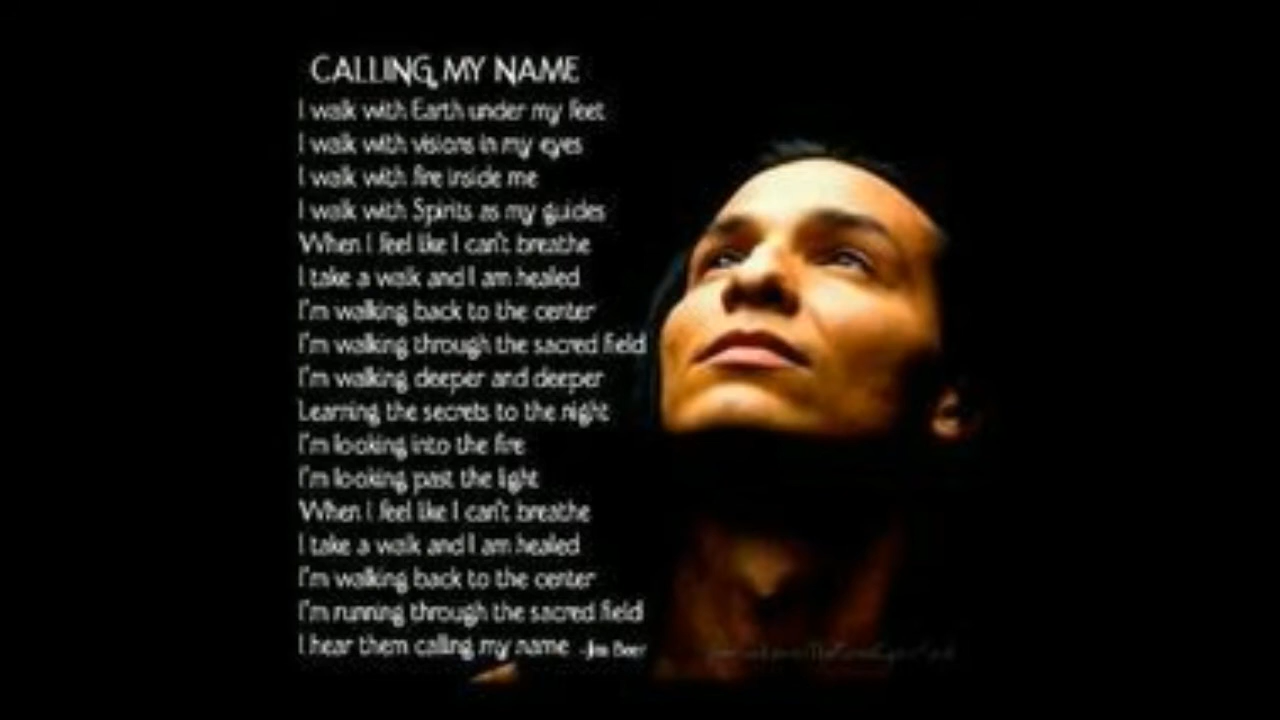 CALLING MY NAME
I walk with Earth under my feet
I walk with visions in my eyes
I walk with fire inside me
I walk with Spirits as my guides
When I feel like I can't breathe
I take a walk and I am healed
I'm walking back to the center
I'm walking through the sacred field
I'm walking deeper and deeper
Learning the secrets to the night
I'm looking into the fire
I'm looking past the light
When I feel like I can't breathe
I take a walk and I am healed
I'm walking back to the center
I'm running through the sacred field
I hear them calling my name